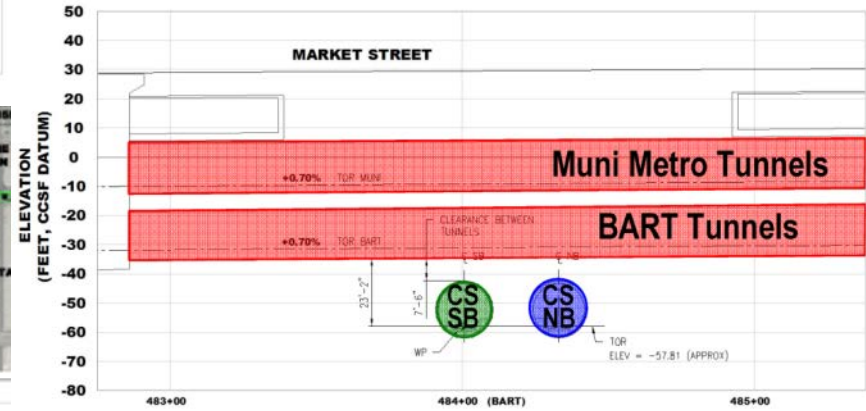 50
40
30
20
10
0
-10
-20
-30
-40
-50
-60
-70
-80
ELEVATION
(FEET, CCSF DATUM)
MARKET STREET
Muni Metro Tunnels
+0.70% TOR MUNI
BART Tunnels
+0.70% TOR BART
CLEARANCE BETWEEN
TUNNELS
SB
NB
23'-2"
7'-6"
CS
SB
CS
NB
WP
TOR
ELEV = -57.81 (APPROX)
483+00
484+00 (BART)
485+00